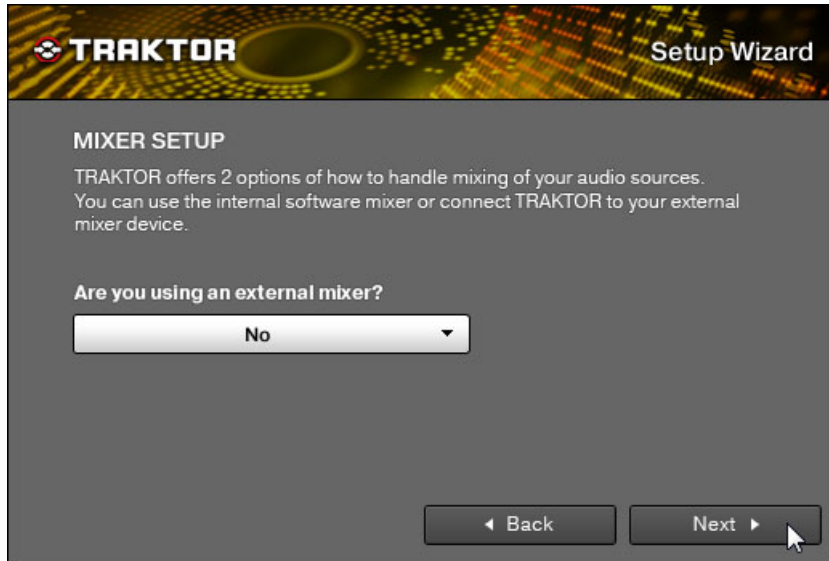 TRAKTOR
Setup Wizard
MIXER SETUP
TRAKTOR offers 2 options of how to handle mixing of your audio sources.
You can use the internal software mixer or connect TRAKTOR to your external
mixer device.
Are you using an external mixer?
No
Back
Next